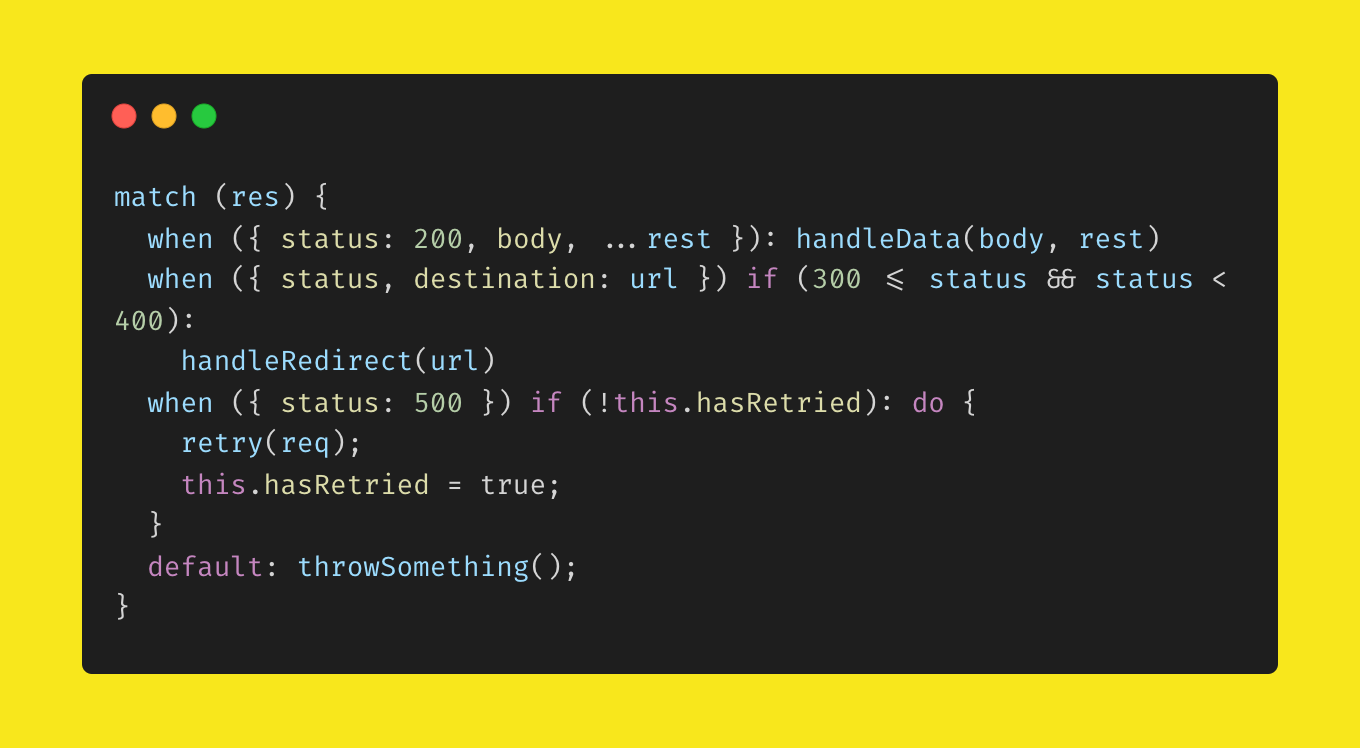 match (res) {
  when ({ status: 200, body, ...rest }): handleData(body, rest)
  when ({ status, destination: url }) if (300 <= status && status <
400):
    handleRedirect(url)
  when ({ status: 500 }) if (!this.hasRetried): do {
    retry(req);
    this.hasRetried = true;
  }
  default: throwSomething();
}